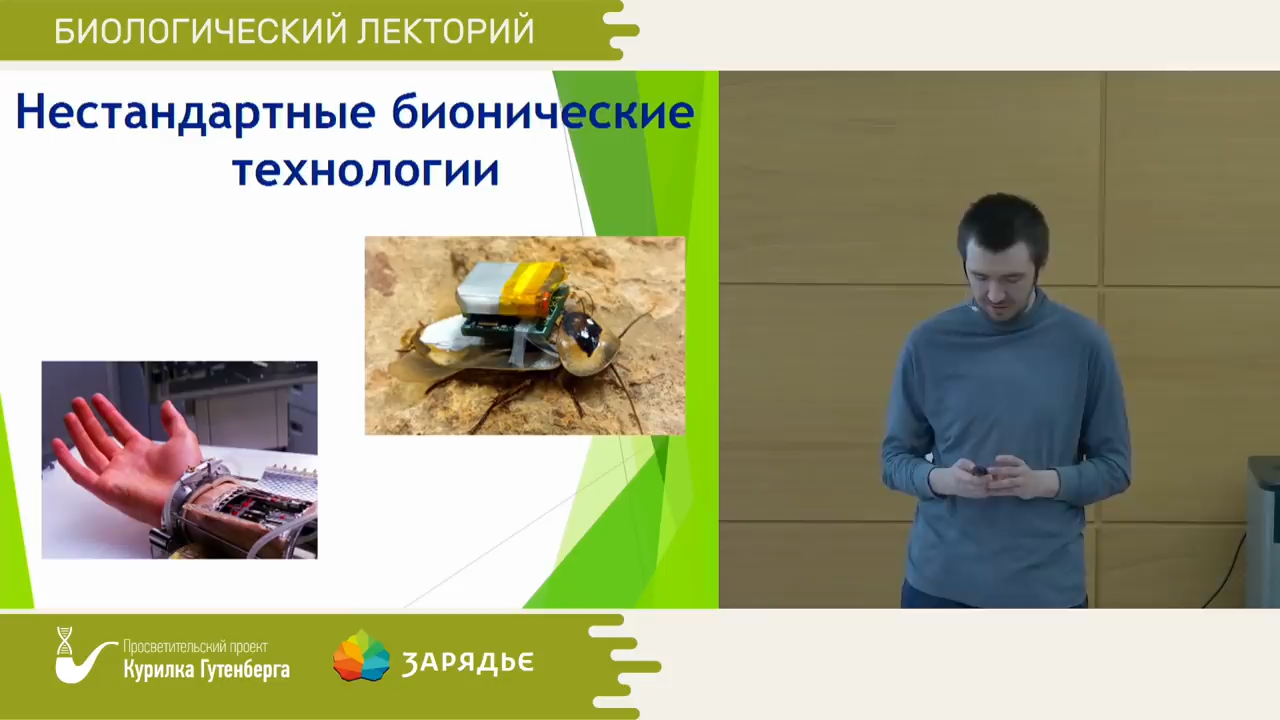 БИОЛОГИЧЕСКИЙ ЛЕКТОРИЙ
Нестандартные бионические
технологии
Просветительский проект
Курилка Гутенберга
ЗАРЯДЬЕ